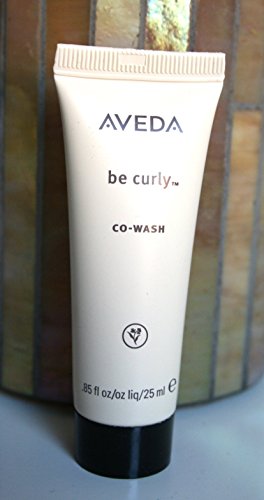 AVEDA
be curly™
CO-WASH
.85 fl oz/oz liq/25 ml ℮